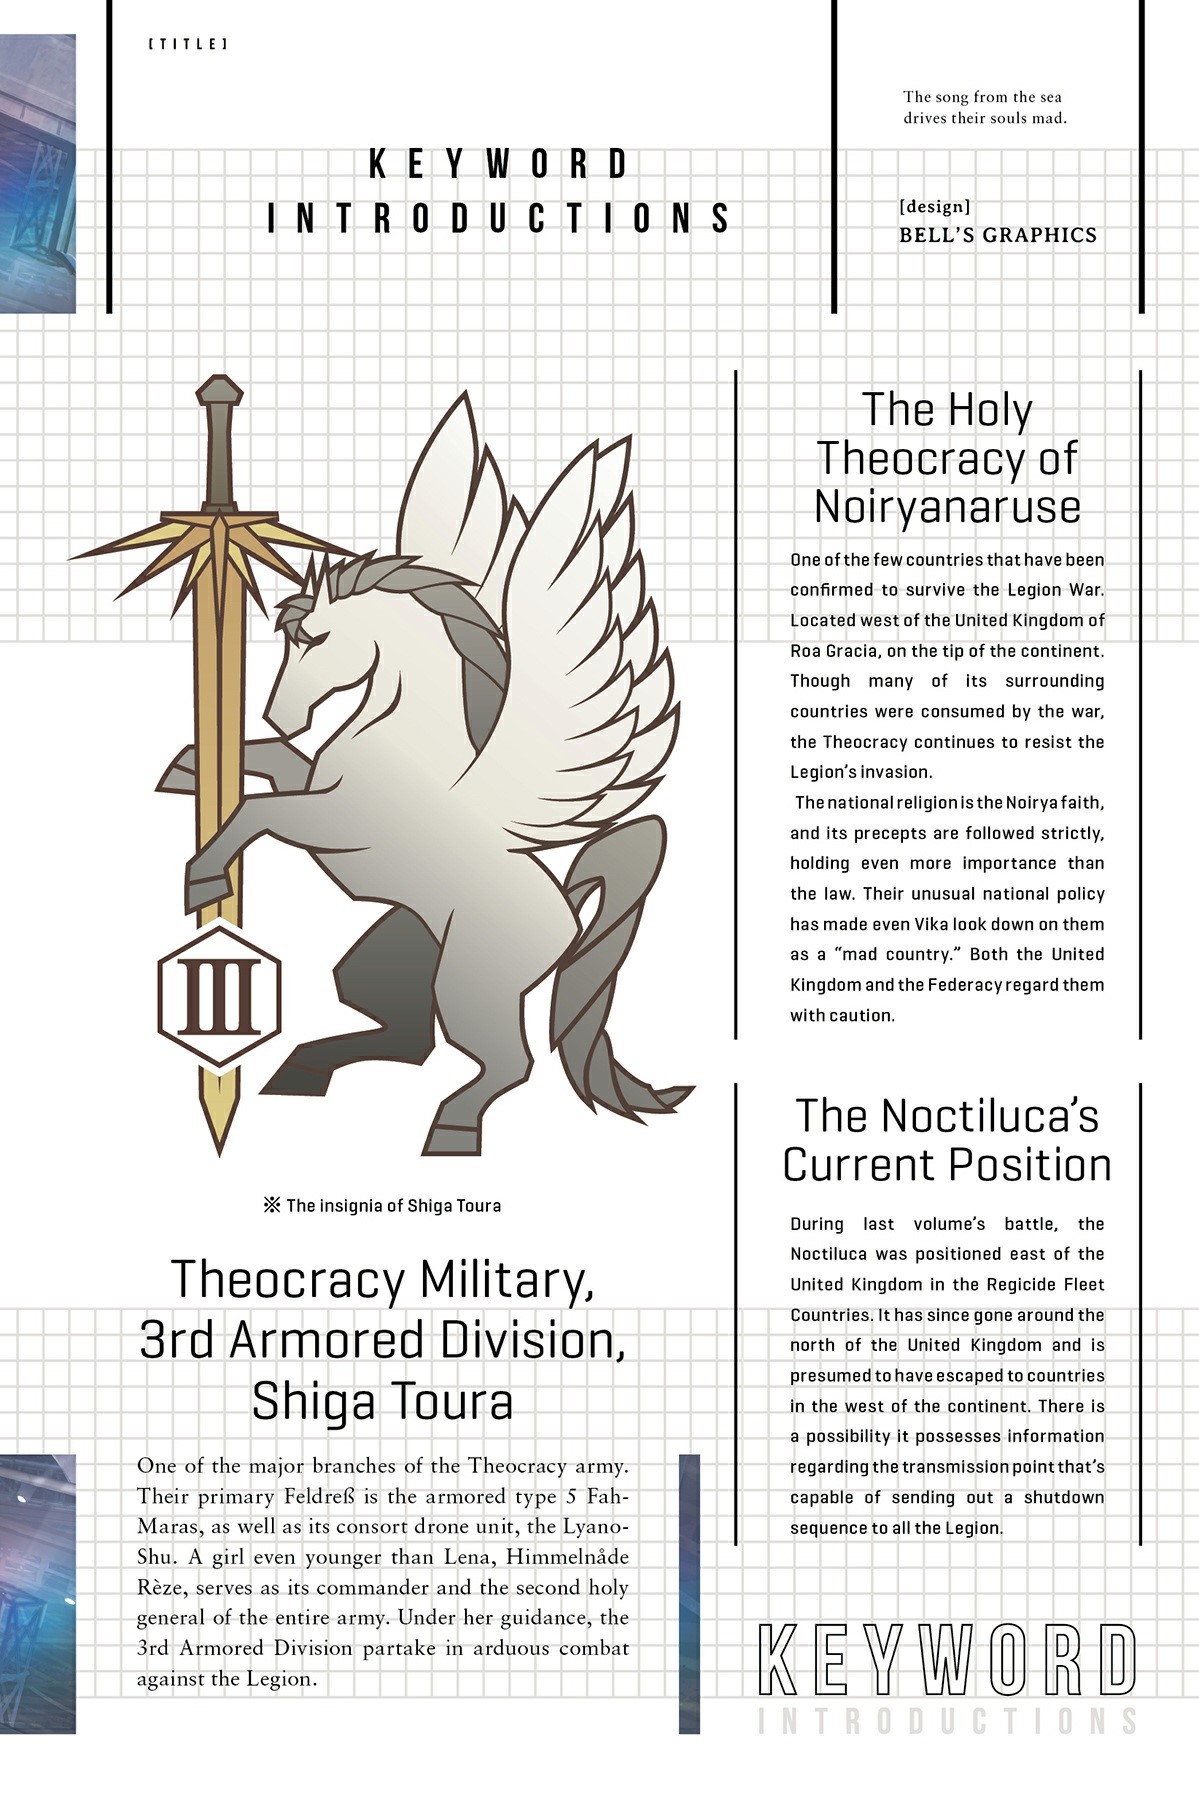 [TITLE]
KEYWORD
INTRODUCTIONS
The song from the sea
drives their souls mad.
[design]
BELL'S GRAPHICS
III
※ The insignia of Shiga Toura
Theocracy Military,
3rd Armored Division,
Shiga Toura
One of the major branches of the Theocracy army.
Their primary Feldreß is the armored type 5 Fah-
Maras, as well as its consort drone unit, the Lyano-
Shu. A girl even younger than Lena, Himmelnåde
Rèze, serves as its commander and the second holy
general of the entire army. Under her guidance, the
3rd Armored Division partake in arduous combat
against the Legion.
The Holy
Theocracy of
Noiryanaruse
One of the few countries that have been
confirmed to survive the Legion War.
Located west of the United Kingdom of
Roa Gracia, on the tip of the continent.
Though many of its surrounding
countries were consumed by the war,
the Theocracy continues to resist the
Legion's invasion.
The national religion is the Noirya faith,
and its precepts are followed strictly,
holding even more importance than
the law. Their unusual national policy
has made even Vika look down on them
as a “mad country.” Both the United
Kingdom and the Federacy regard them
with caution.
The Noctiluca's
Current Position
During last volume's battle, the
Noctiluca was positioned east of the
United Kingdom in the Regicide Fleet
Countries. It has since gone around the
north of the United Kingdom and is
presumed to have escaped to countries
in the west of the continent. There is
a possibility it possesses information
regarding the transmission point that's
capable of sending out a shutdown
sequence to all the Legion.
KEYWORD
INTRODUCTIONS